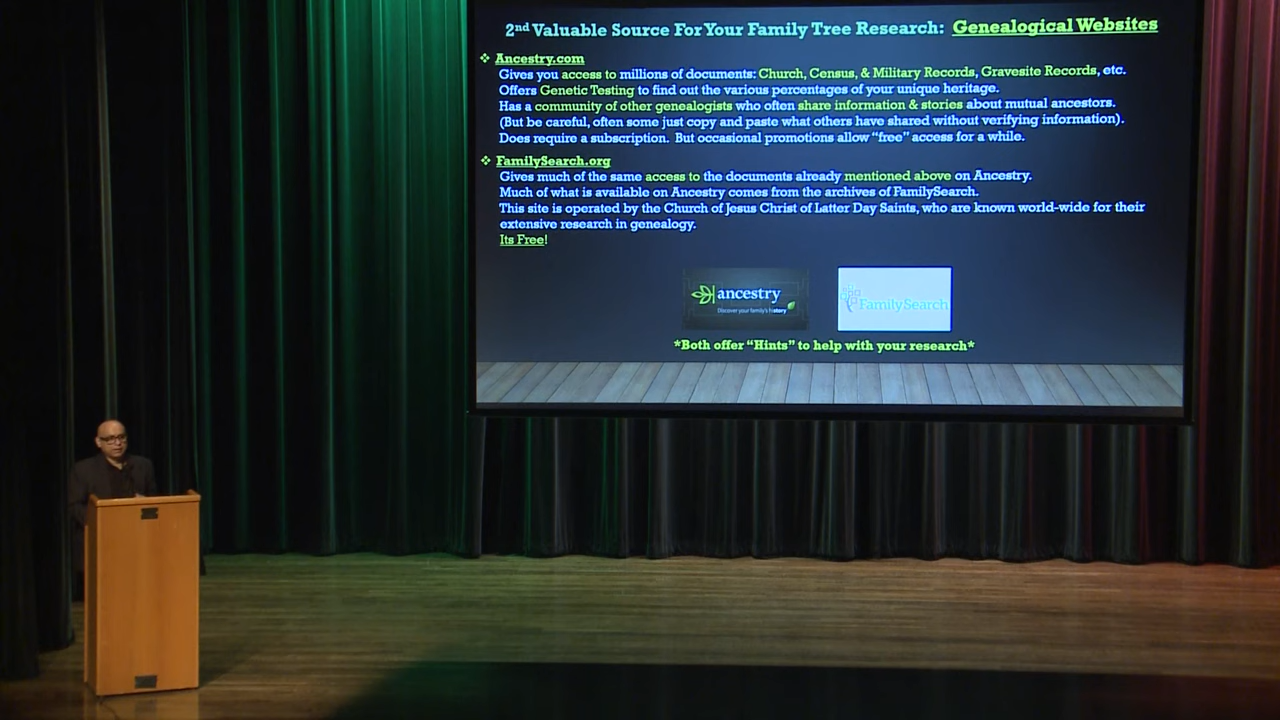 2nd Valuable Source For Your Family Tree Research: Genealogical Websites
❖ Ancestry.com
Gives you access to millions of documents: Church, Census, & Military Records, Gravesite Records, etc.
Offers Genetic Testing to find out the various percentages of your unique heritage.
Has a community of other genealogists who often share information & stories about mutual ancestors.
(But be careful, often some just copy and paste what others have shared without verifying information).
Does require a subscription. But occasional promotions allow “free” access for a while.
❖ FamilySearch.org
Gives much of the same access to the documents already mentioned above on Ancestry.
Much of what is available on Ancestry comes from the archives of FamilySearch.
This site is operated by the Church of Jesus Christ of Latter Day Saints, who are known world-wide for their
extensive research in genealogy.
Its Free!
ancestry
Discover your family's history
FamilySearch
*Both offer “Hints” to help with your research*